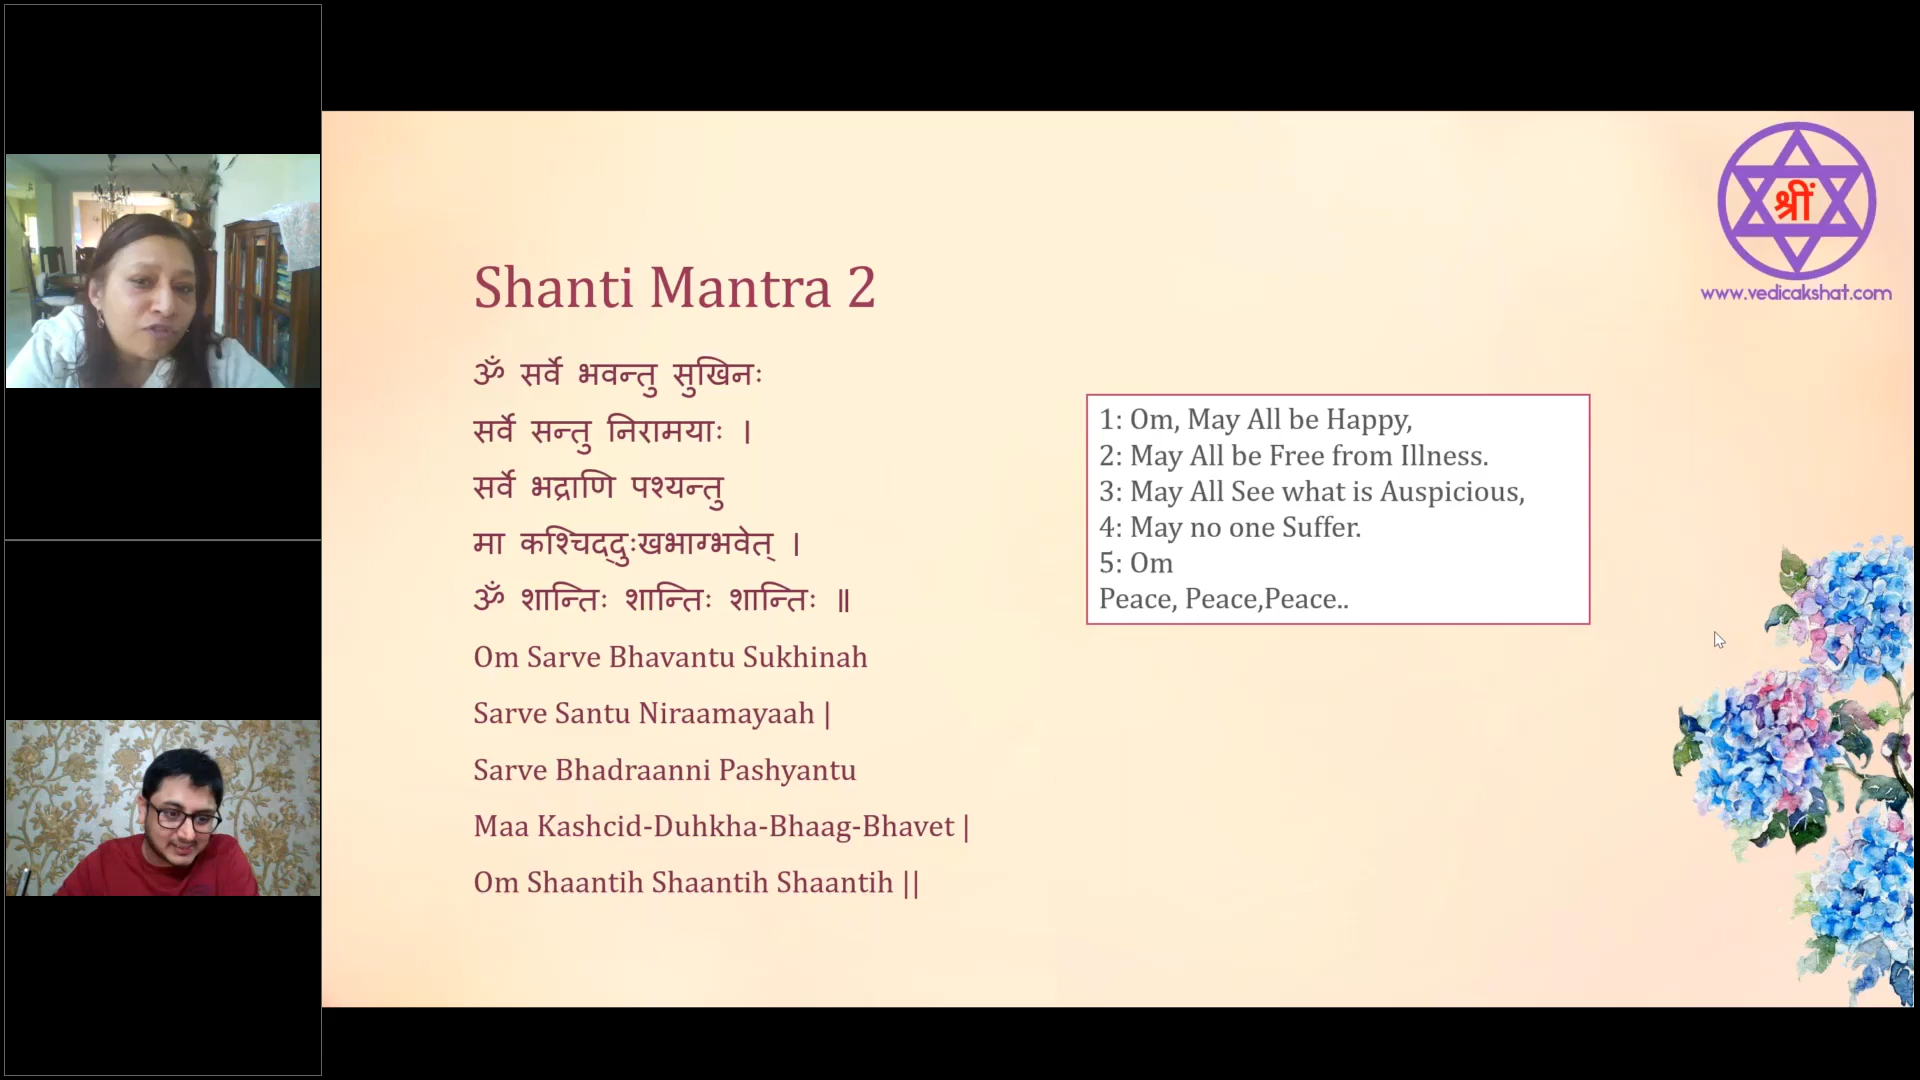 श्रीं
www.vedicakshat.com
Shanti Mantra 2
ॐ सर्वे भवन्तु सुखिनः
सर्वे सन्तु निरामयाः ।
सर्वे भद्राणि पश्यन्तु
मा कश्चिद्दुःखभाग्भवेत् ।
ॐ शान्तिः शान्तिः शान्तिः ॥
Om Sarve Bhavantu Sukhinah
Sarve Santu Niraamayaah |
Sarve Bhadraanni Pashyantu
Maa Kashcid-Duhkha-Bhaag-Bhavet |
Om Shaantih Shaantih Shaantih ||
1: Om, May All be Happy,
2: May All be Free from Illness.
3: May All See what is Auspicious,
4: May no one Suffer.
5: Om
Peace, Peace,Peace..